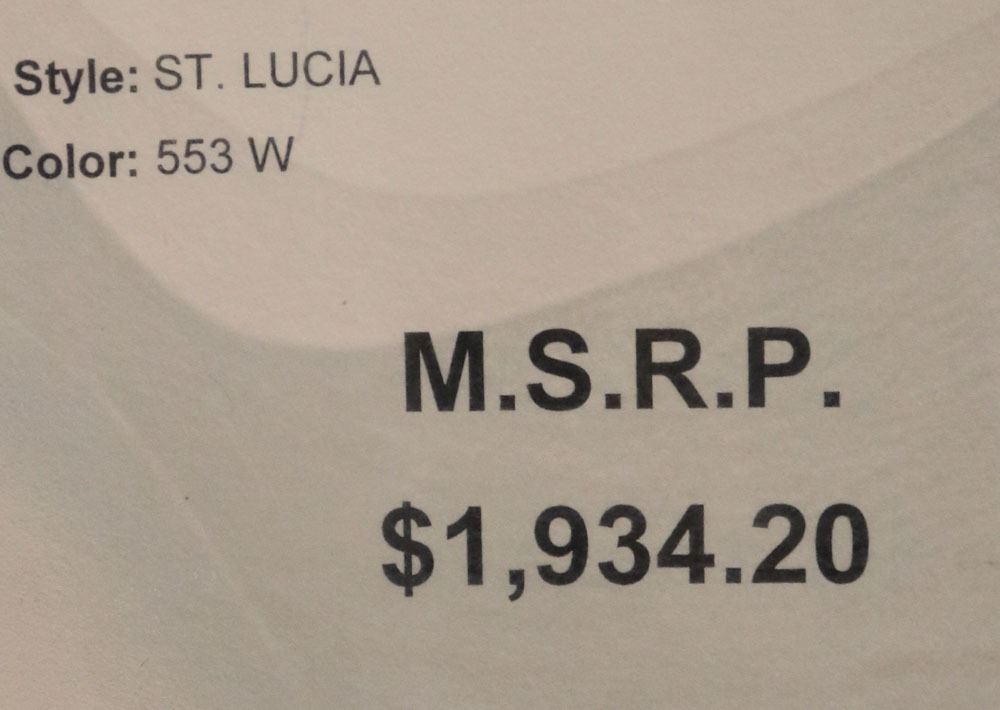 Style: ST. LUCIA
Color: 553 W
M.S.R.P.
$1,934.20